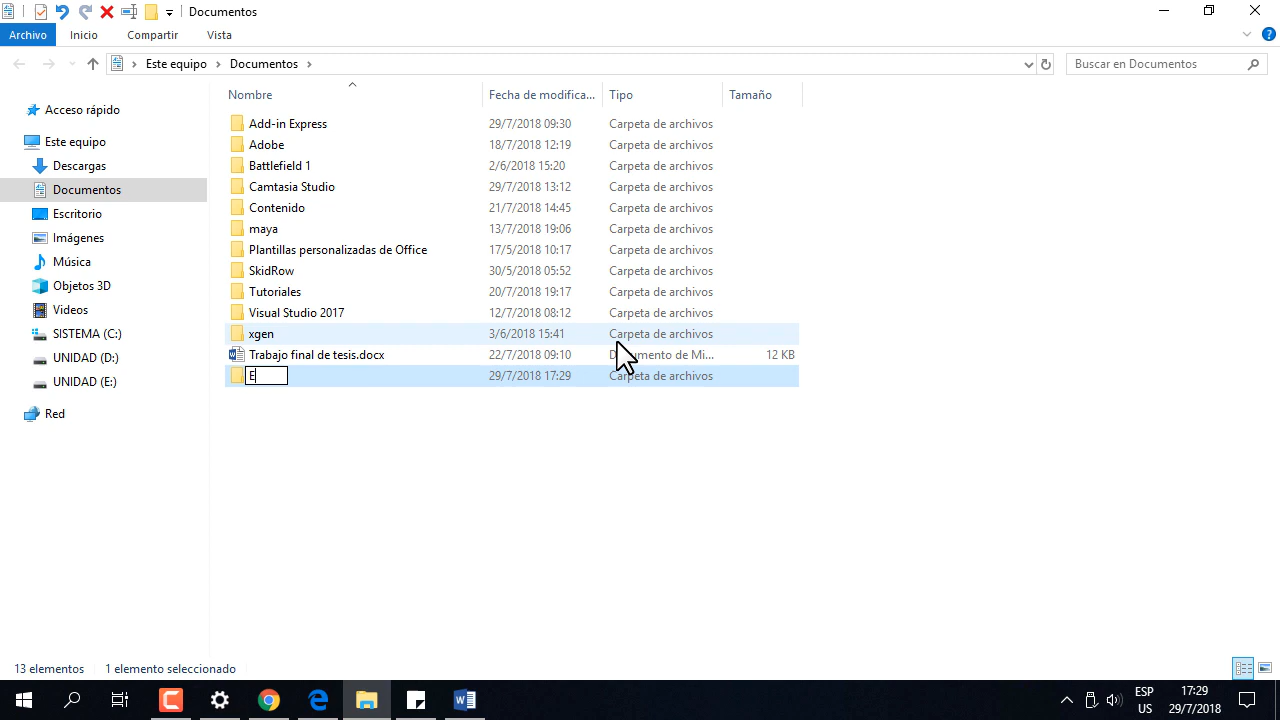 Documentos
Archivo Inicio Compartir Vista
Este equipo Documentos Buscar en Documentos
Nombre Fecha de modifica... Tipo Tamaño
Acceso rápido
Este equipo
Descargas
Documentos
Escritorio
Imágenes
Música
Objetos 3D
Videos
SISTEMA (C:)
UNIDAD (D:)
UNIDAD (E:)
Red
Add-in Express 29/7/2018 09:30 Carpeta de archivos
Adobe 18/7/2018 12:19 Carpeta de archivos
Battlefield 1 2/6/2018 15:20 Carpeta de archivos
Camtasia Studio 29/7/2018 13:12 Carpeta de archivos
Contenido 21/7/2018 14:45 Carpeta de archivos
maya 13/7/2018 19:06 Carpeta de archivos
Plantillas personalizadas de Office 17/5/2018 10:17 Carpeta de archivos
SkidRow 30/5/2018 05:52 Carpeta de archivos
Tutoriales 20/7/2018 19:17 Carpeta de archivos
Visual Studio 2017 12/7/2018 08:12 Carpeta de archivos
xgen 3/6/2018 15:41 Carpeta de archivos
Trabajo final de tesis.docx 22/7/2018 09:10 Documento de Mi... 12 KB
E 29/7/2018 17:29 Carpeta de archivos
13 elementos 1 elemento seleccionado
ESP 17:29
US 29/7/2018